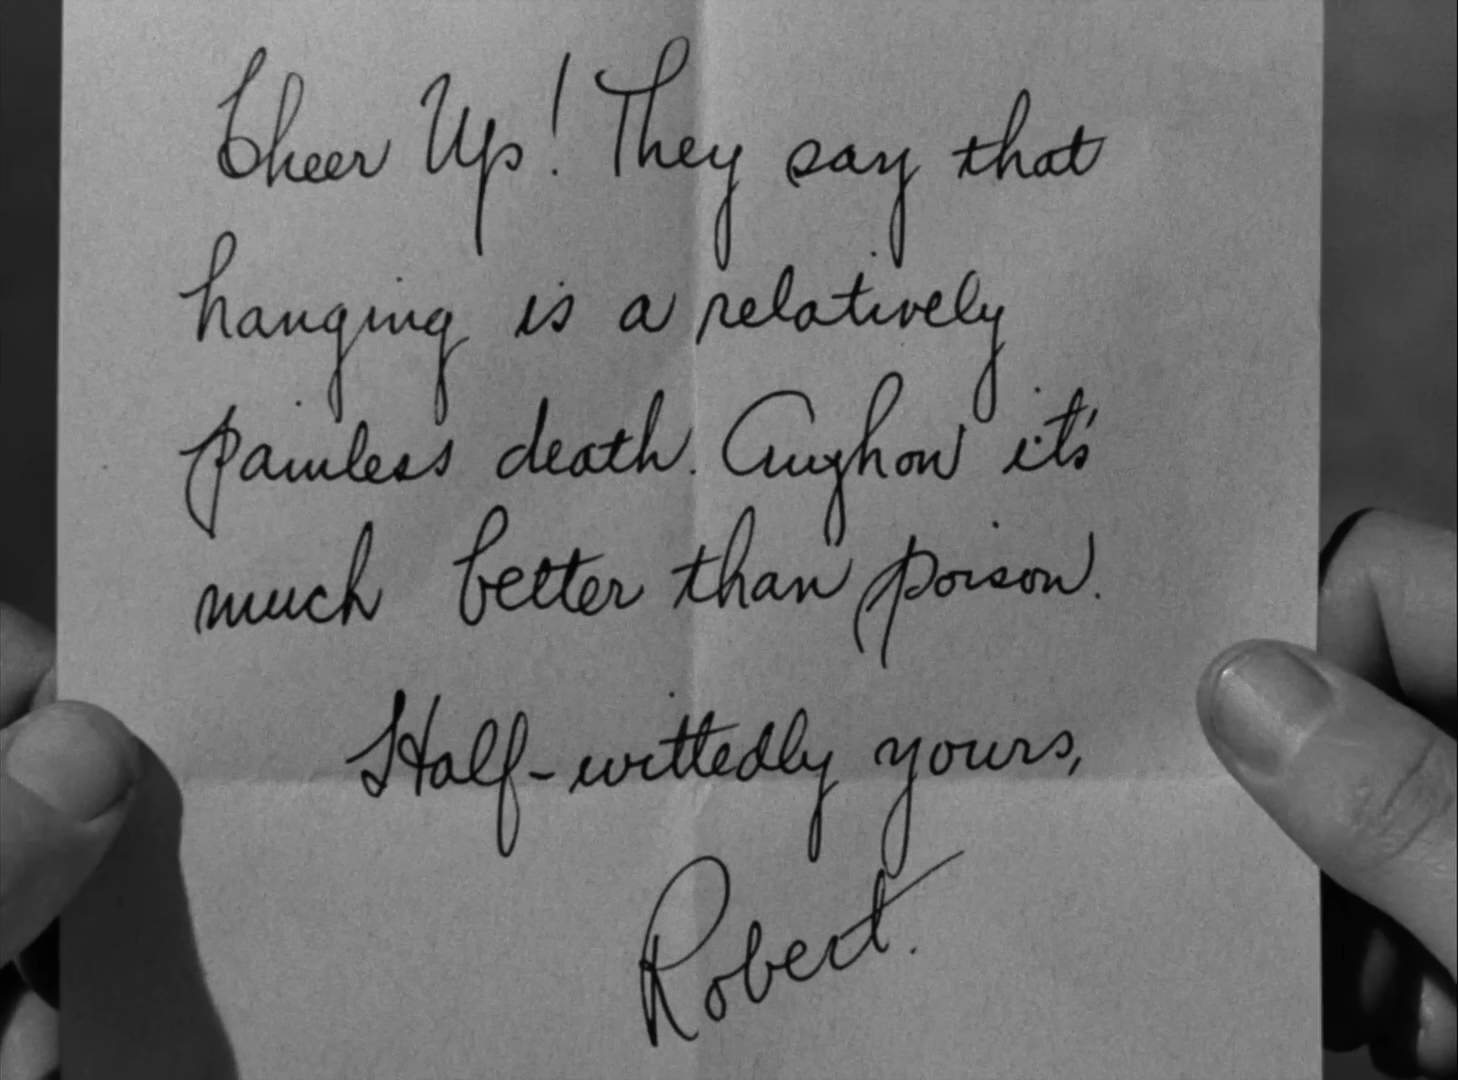 Cheer Up! They say that
hanging is a relatively
painless death. Anyhow it's
much better than poison.
Half-wittedly yours,
Robert.